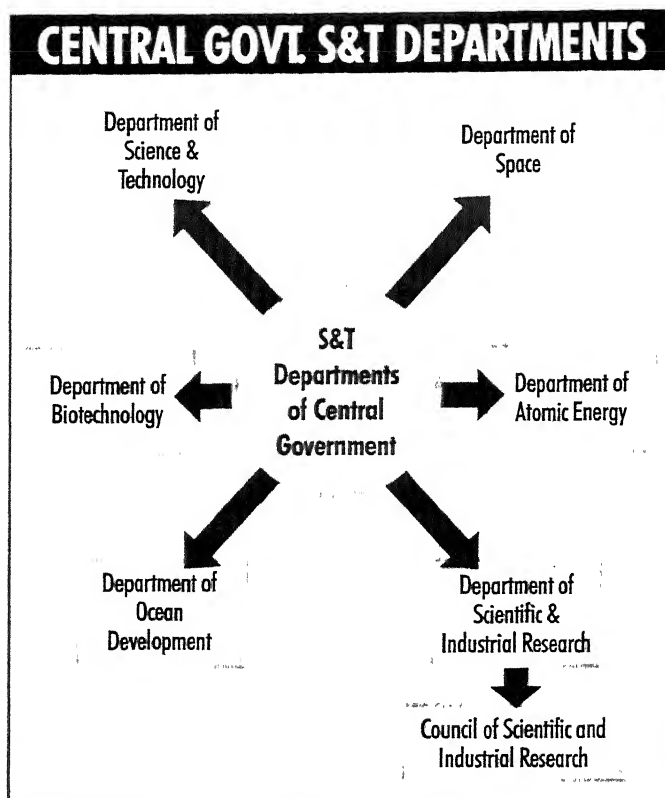 CENTRAL GOVT. S&T DEPARTMENTS
Department of
Science &
Technology
Department of
Space
S&T
Departments
of Central
Government
Department of
Biotechnology
Department of
Atomic Energy
Department of
Ocean
Development
Department of
Scientific &
Industrial Research
Council of Scientific and
Industrial Research